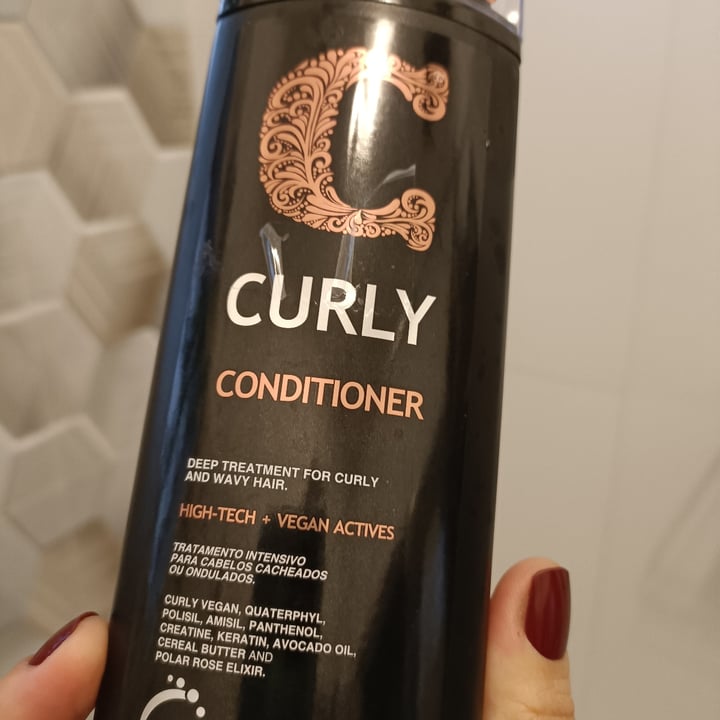 C
CURLY
CONDITIONER
DEEP TREATMENT FOR CURLY
AND WAVY HAIR.
HIGH-TECH + VEGAN ACTIVES
TRATAMENTO INTENSIVO
PARA CABELOS CACHEADOS
OU ONDULADOS.
CURLY VEGAN, QUATERPHYL,
POLISIL, AMISIL, PANTHENOL,
CREATINE, KERATIN, AVOCADO OIL,
CEREAL BUTTER AND
POLAR ROSE ELIXIR.